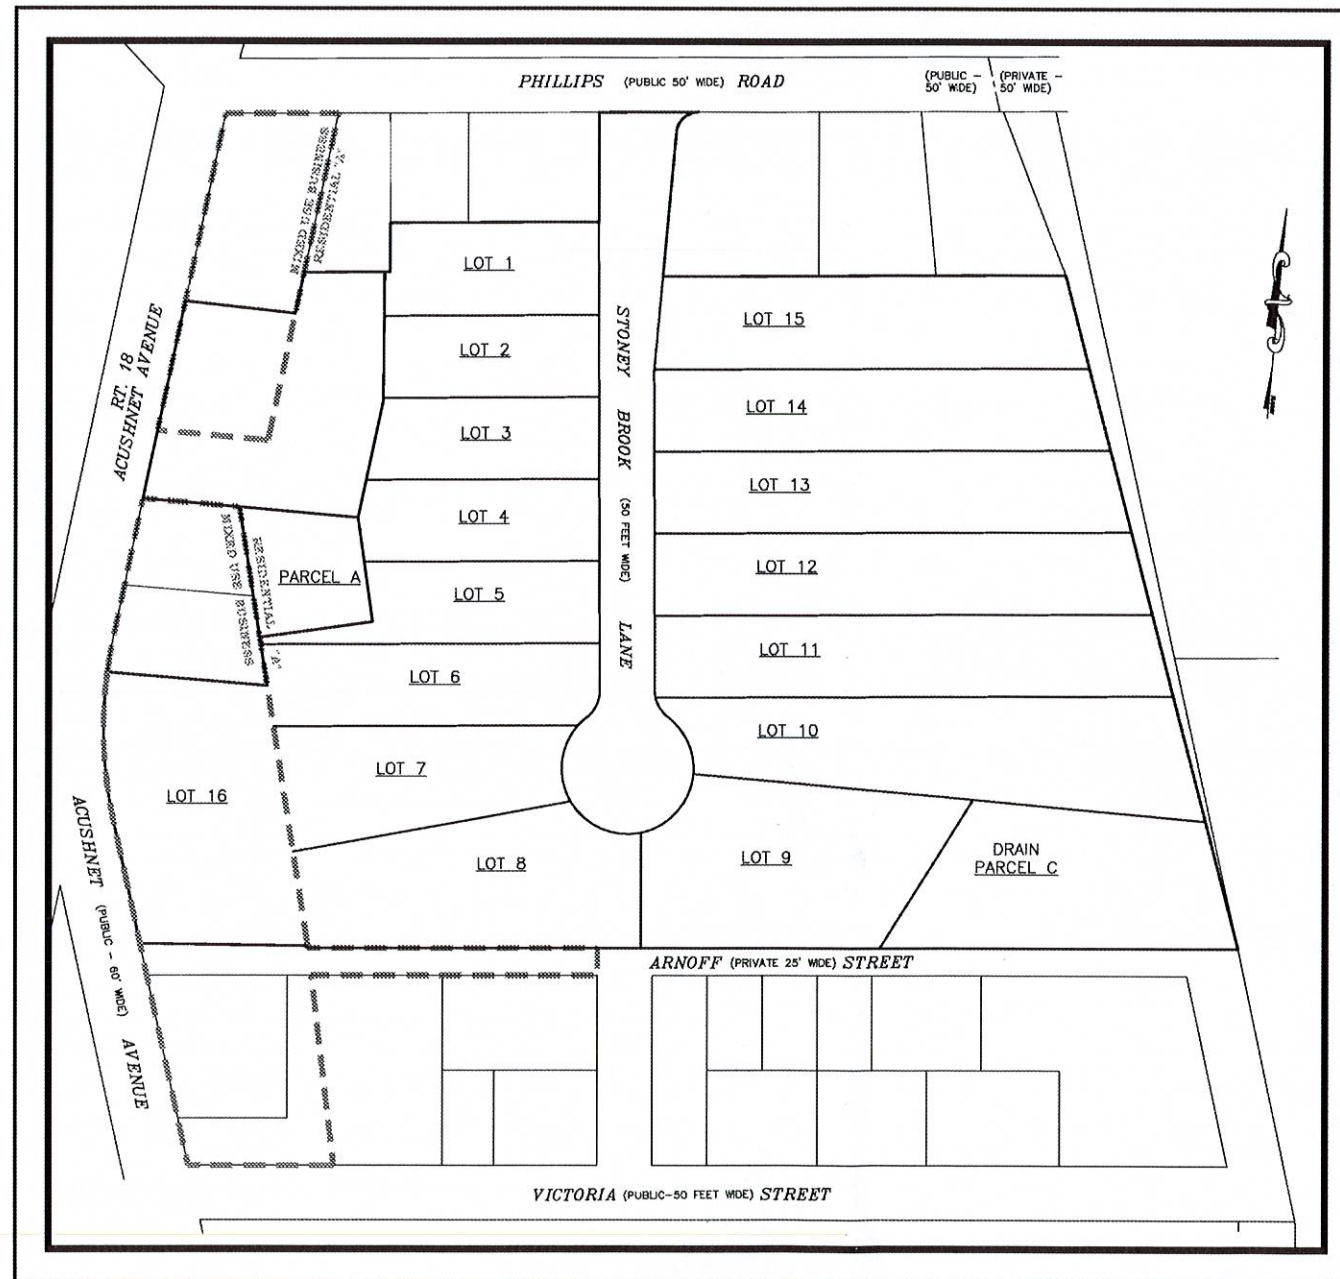 PHILLIPS (PUBLIC 50' WIDE) ROAD
(PUBLIC - 50' WIDE)
(PRIVATE - 50' WIDE)
MIXED USE BUSINESS
RESIDENTIAL "A"
LOT 1
LOT 2
LOT 3
LOT 4
LOT 5
LOT 6
LOT 7
LOT 8
LOT 9
LOT 10
LOT 11
LOT 12
LOT 13
LOT 14
LOT 15
LOT 16
STONEY BROOK (50 FEET WIDE) LANE
RT. 18
ACUSHNET AVENUE
RESIDENTIAL "A"
MIXED USE BUSINESS
PARCEL A
DRAIN
PARCEL C
ACUSHNET (PUBLIC - 60' WIDE) AVENUE
ARNOFF (PRIVATE 25' WIDE) STREET
VICTORIA (PUBLIC-50 FEET WIDE) STREET